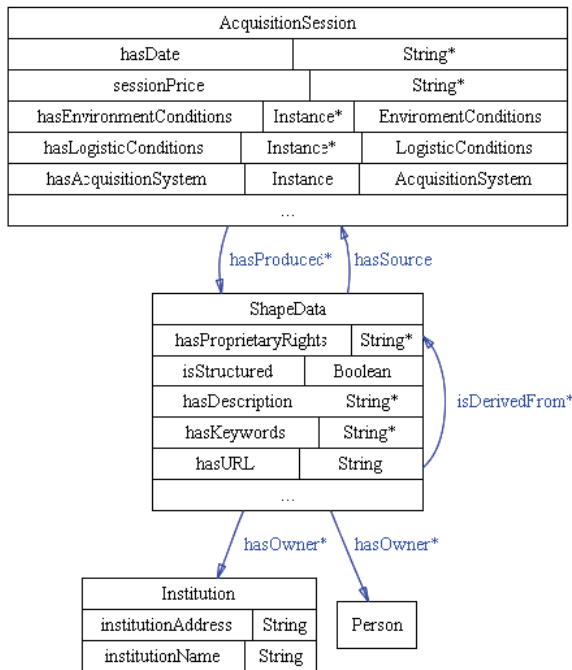 AcquisitionSession
hasDate String*
sessionPrice String*
hasEnvironmentConditions Instance* EnviromentConditions
hasLogisticConditions Instance* LogisticConditions
hasAcquisitionSystem Instance AcquisitionSystem
...
hasProduced* hasSource
ShapeData
hasProprietaryRights String*
isStructured Boolean
hasDescription String*
isDerivedFrom*
hasKeywords String*
hasURL String
...
hasOwner* hasOwner*
Institution
institutionAddress String
Person
institutionName String